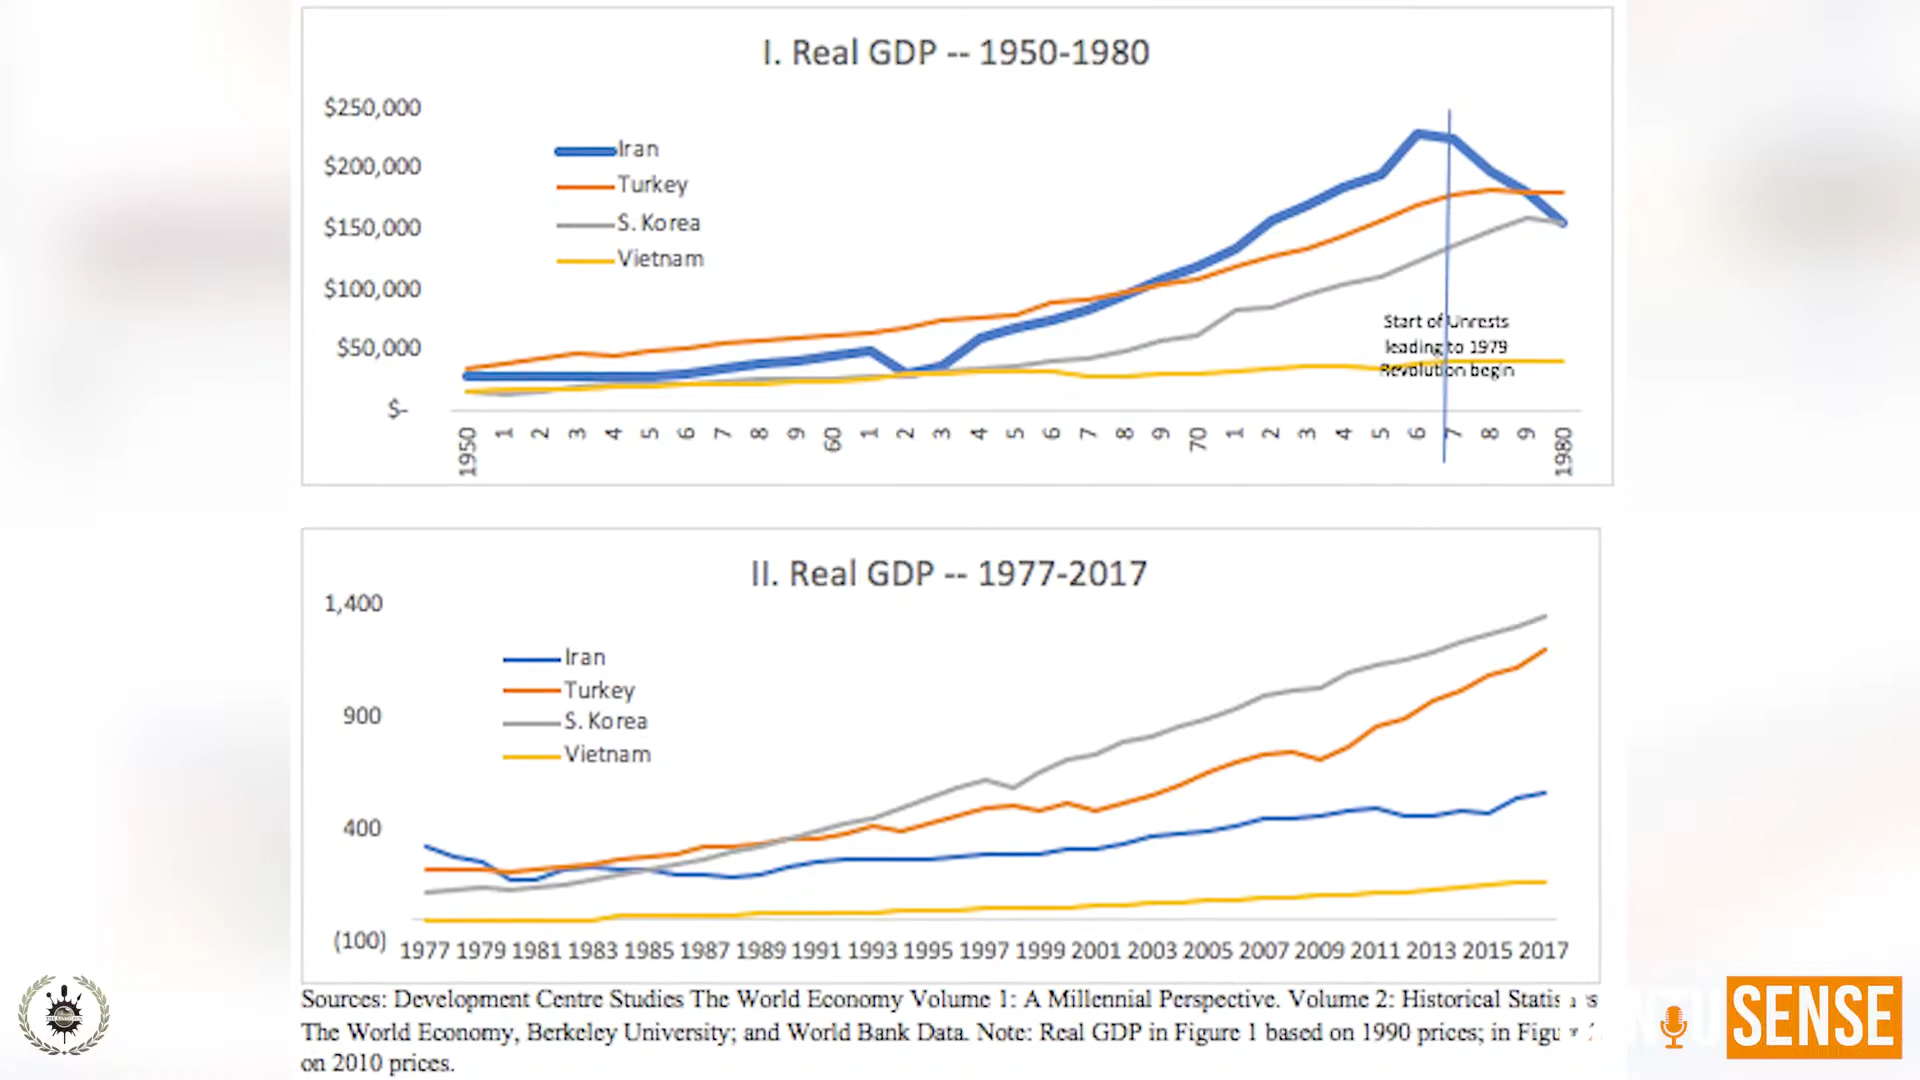 I. Real GDP -- 1950-1980
$250,000
$200,000
$150,000
$100,000
$50,000
$-
Iran
Turkey
S. Korea
Vietnam
Start of Unrests
leading to 1979
Revolution begin
1950 1 2 3 4 5 6 7 8 9 60 1 2 3 4 5 6 7 8 9 70 1 2 3 4 5 6 7 8 9 1980
II. Real GDP -- 1977-2017
1,400
900
400
(100)
Iran
Turkey
S. Korea
Vietnam
1977 1979 1981 1983 1985 1987 1989 1991 1993 1995 1997 1999 2001 2003 2005 2007 2009 2011 2013 2015 2017
Sources: Development Centre Studies The World Economy Volume 1: A Millennial Perspective. Volume 2: Historical
The World Economy, Berkeley University; and World Bank Data. Note: Real GDP in Figure 1 based on 1990 prices; in
on 2010 prices.
SENSE